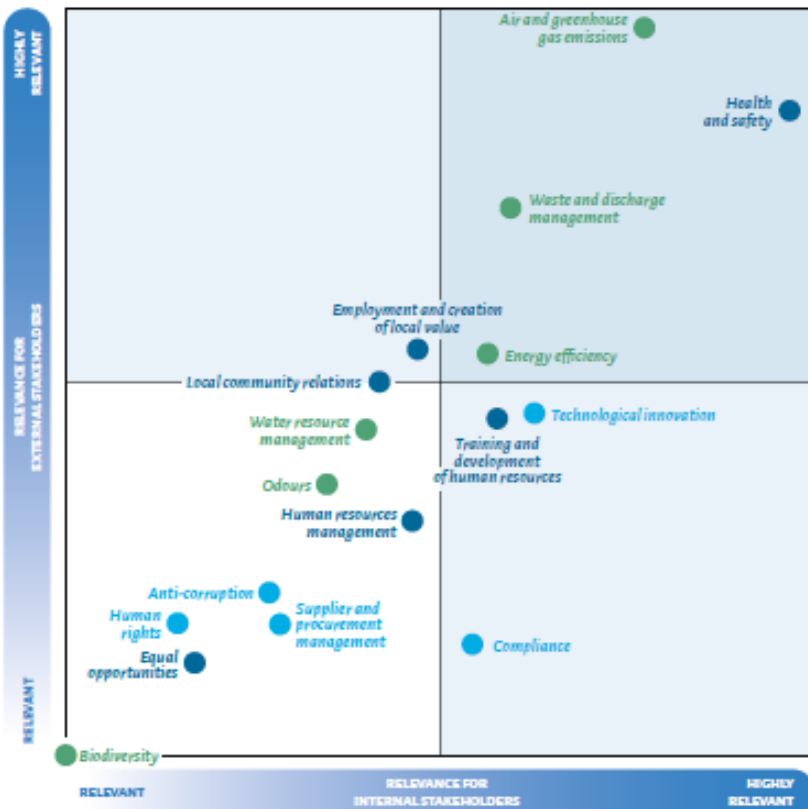 Air and greenhouse
gas emissions
HIGHLY
RELEVANT
Health
and safety
Waste and discharge
management
Employment and creation
of local value
Energy efficiency
RELEVANCE FOR
EXTERNAL STAKEHOLDERS
Local community relations
Technological innovation
Water resource
management
Training and
development
of human resources
Odours
Human resources
management
Anti-corruption
Human
rights
Supplier and
procurement
management
Compliance
Equal
opportunities
RELEVANT
Biodiversity
RELEVANT
RELEVANCE FOR
INTERNAL STAKEHOLDERS
HIGHLY
RELEVANT